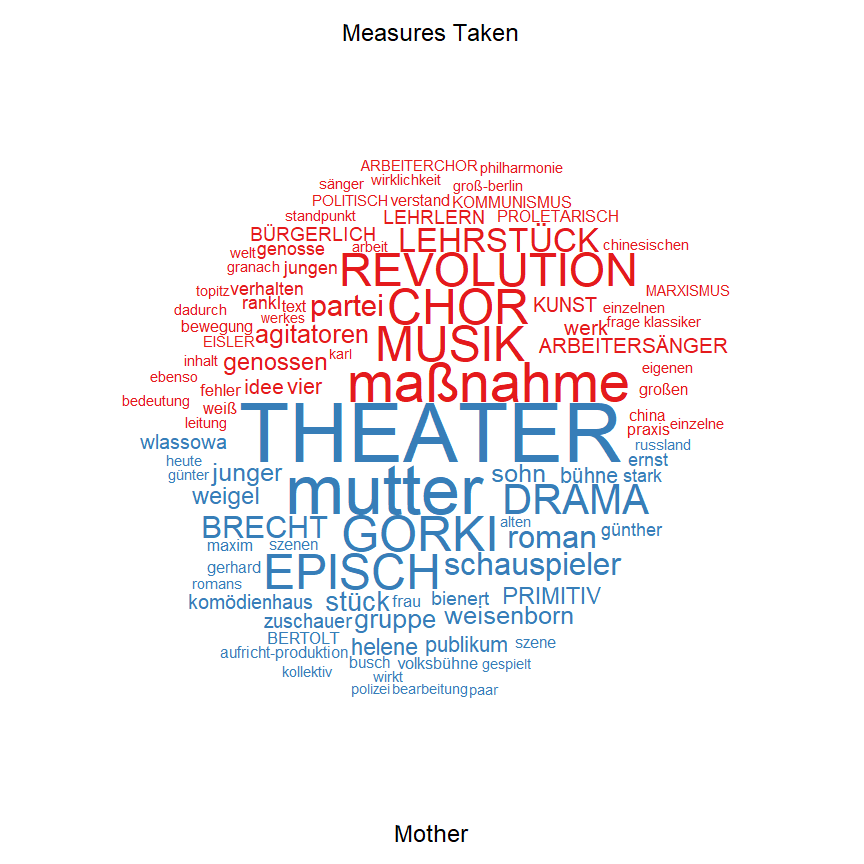 Measures Taken
ARBEITERCHOR philharmonie
sänger wirklichkeit groß-berlin
POLITISCH verstand KOMMUNISMUS
standpunkt LEHRLERN PROLETARISCH
BÜRGERLICH arbeit LEHRSTÜCK chinesischen
welt genosse
granach jungen REVOLUTION
topitz verhalten MARXISMUS
dadurch rankl text partei CHOR KUNST einzelnen
bewegung werkes agitatoren werk frage klassiker
EISLER MUSIK ARBEITERSÄNGER
inhalt genossen karl eigenen
ebenso fehler idee vier maßnahme großen
bedeutung weiß
leitung china
praxis einzelne
wlassowa THEATER russland
heute ernst
günter junger sohn bühne stark
weigel mutter DRAMA
BRECHT GORKI alten roman günther
maxim szenen
gerhard EPISCH schauspieler
romans
komödienhaus stück frau bienert PRIMITIV
zuschauer gruppe weisenborn
BERTOLT
aufricht-produktion helene publikum szene
busch volksbühne gespielt
kollektiv wirkt
polizei bearbeitung paar
Mother